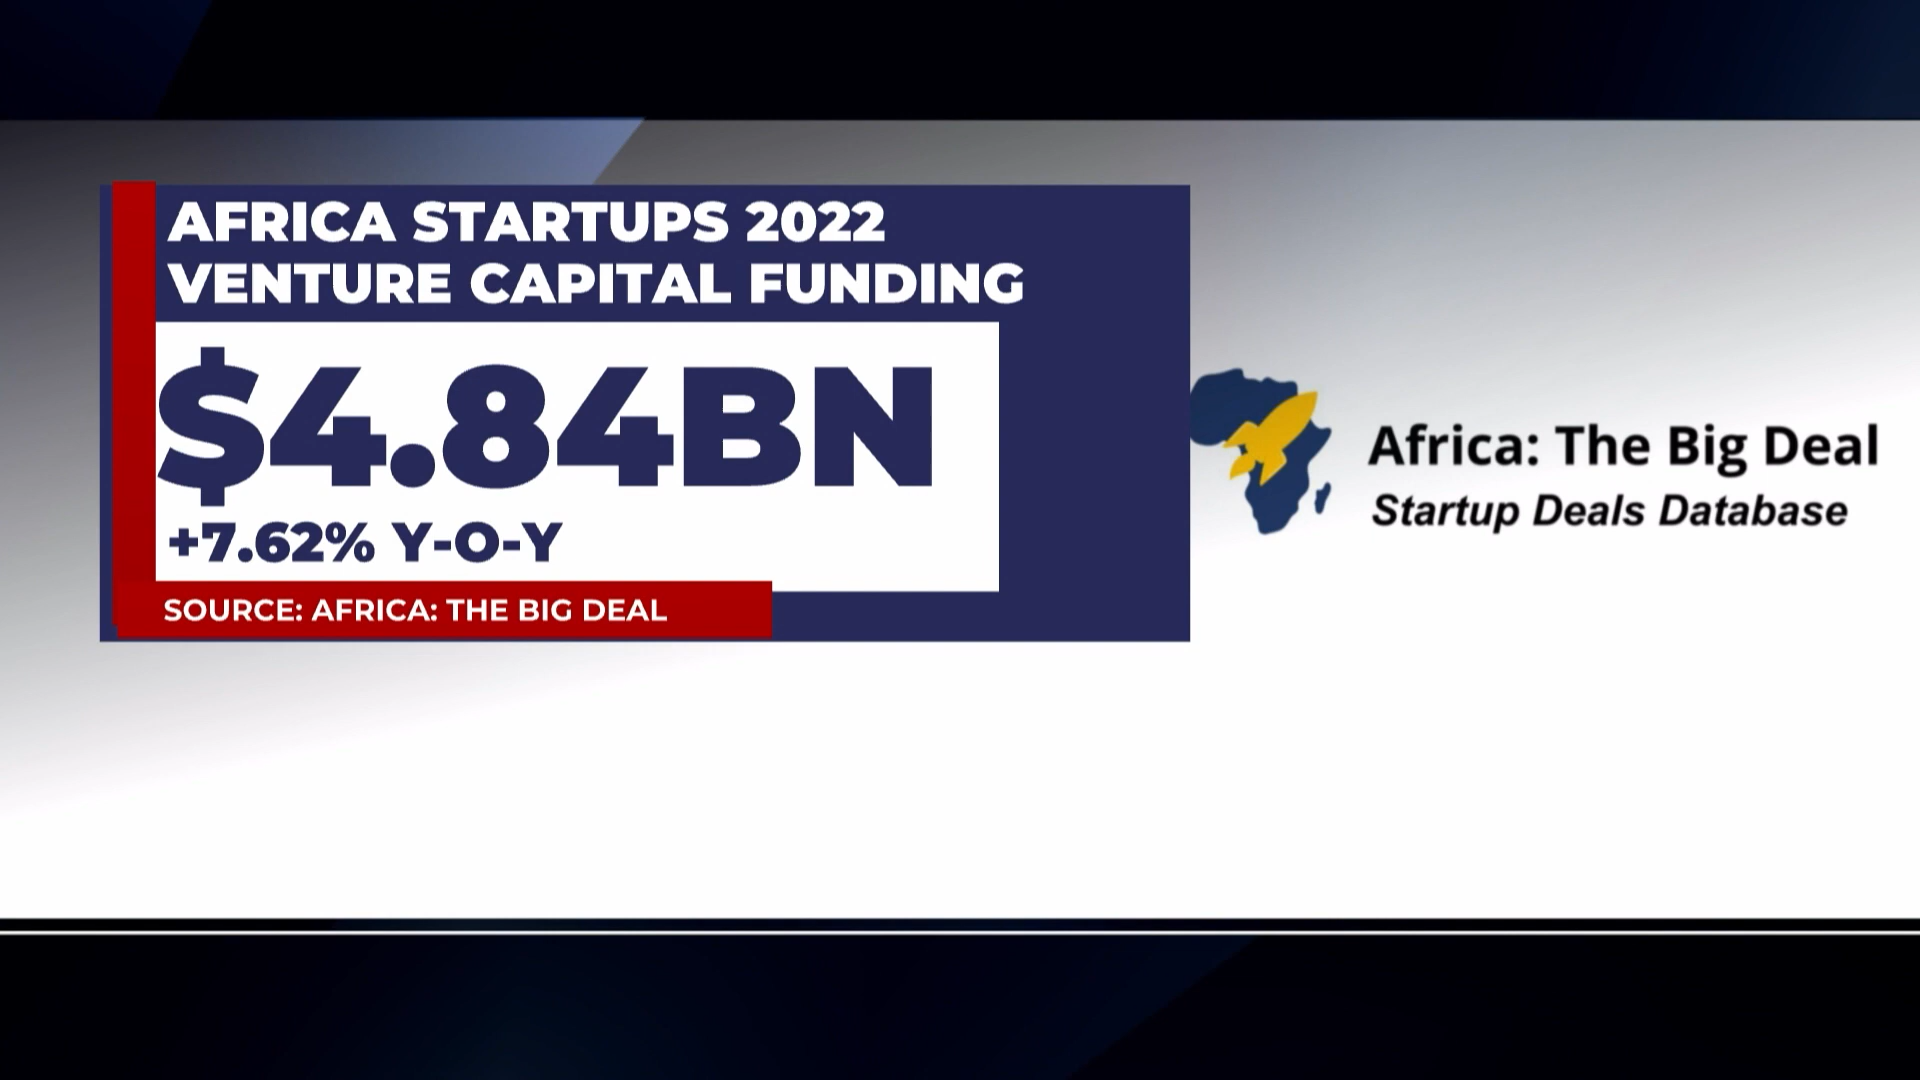 AFRICA STARTUPS 2022
VENTURE CAPITAL FUNDING
$4.84BN
+7.62% Y-O-Y
SOURCE: AFRICA: THE BIG DEAL
Africa: The Big Deal
Startup Deals Database